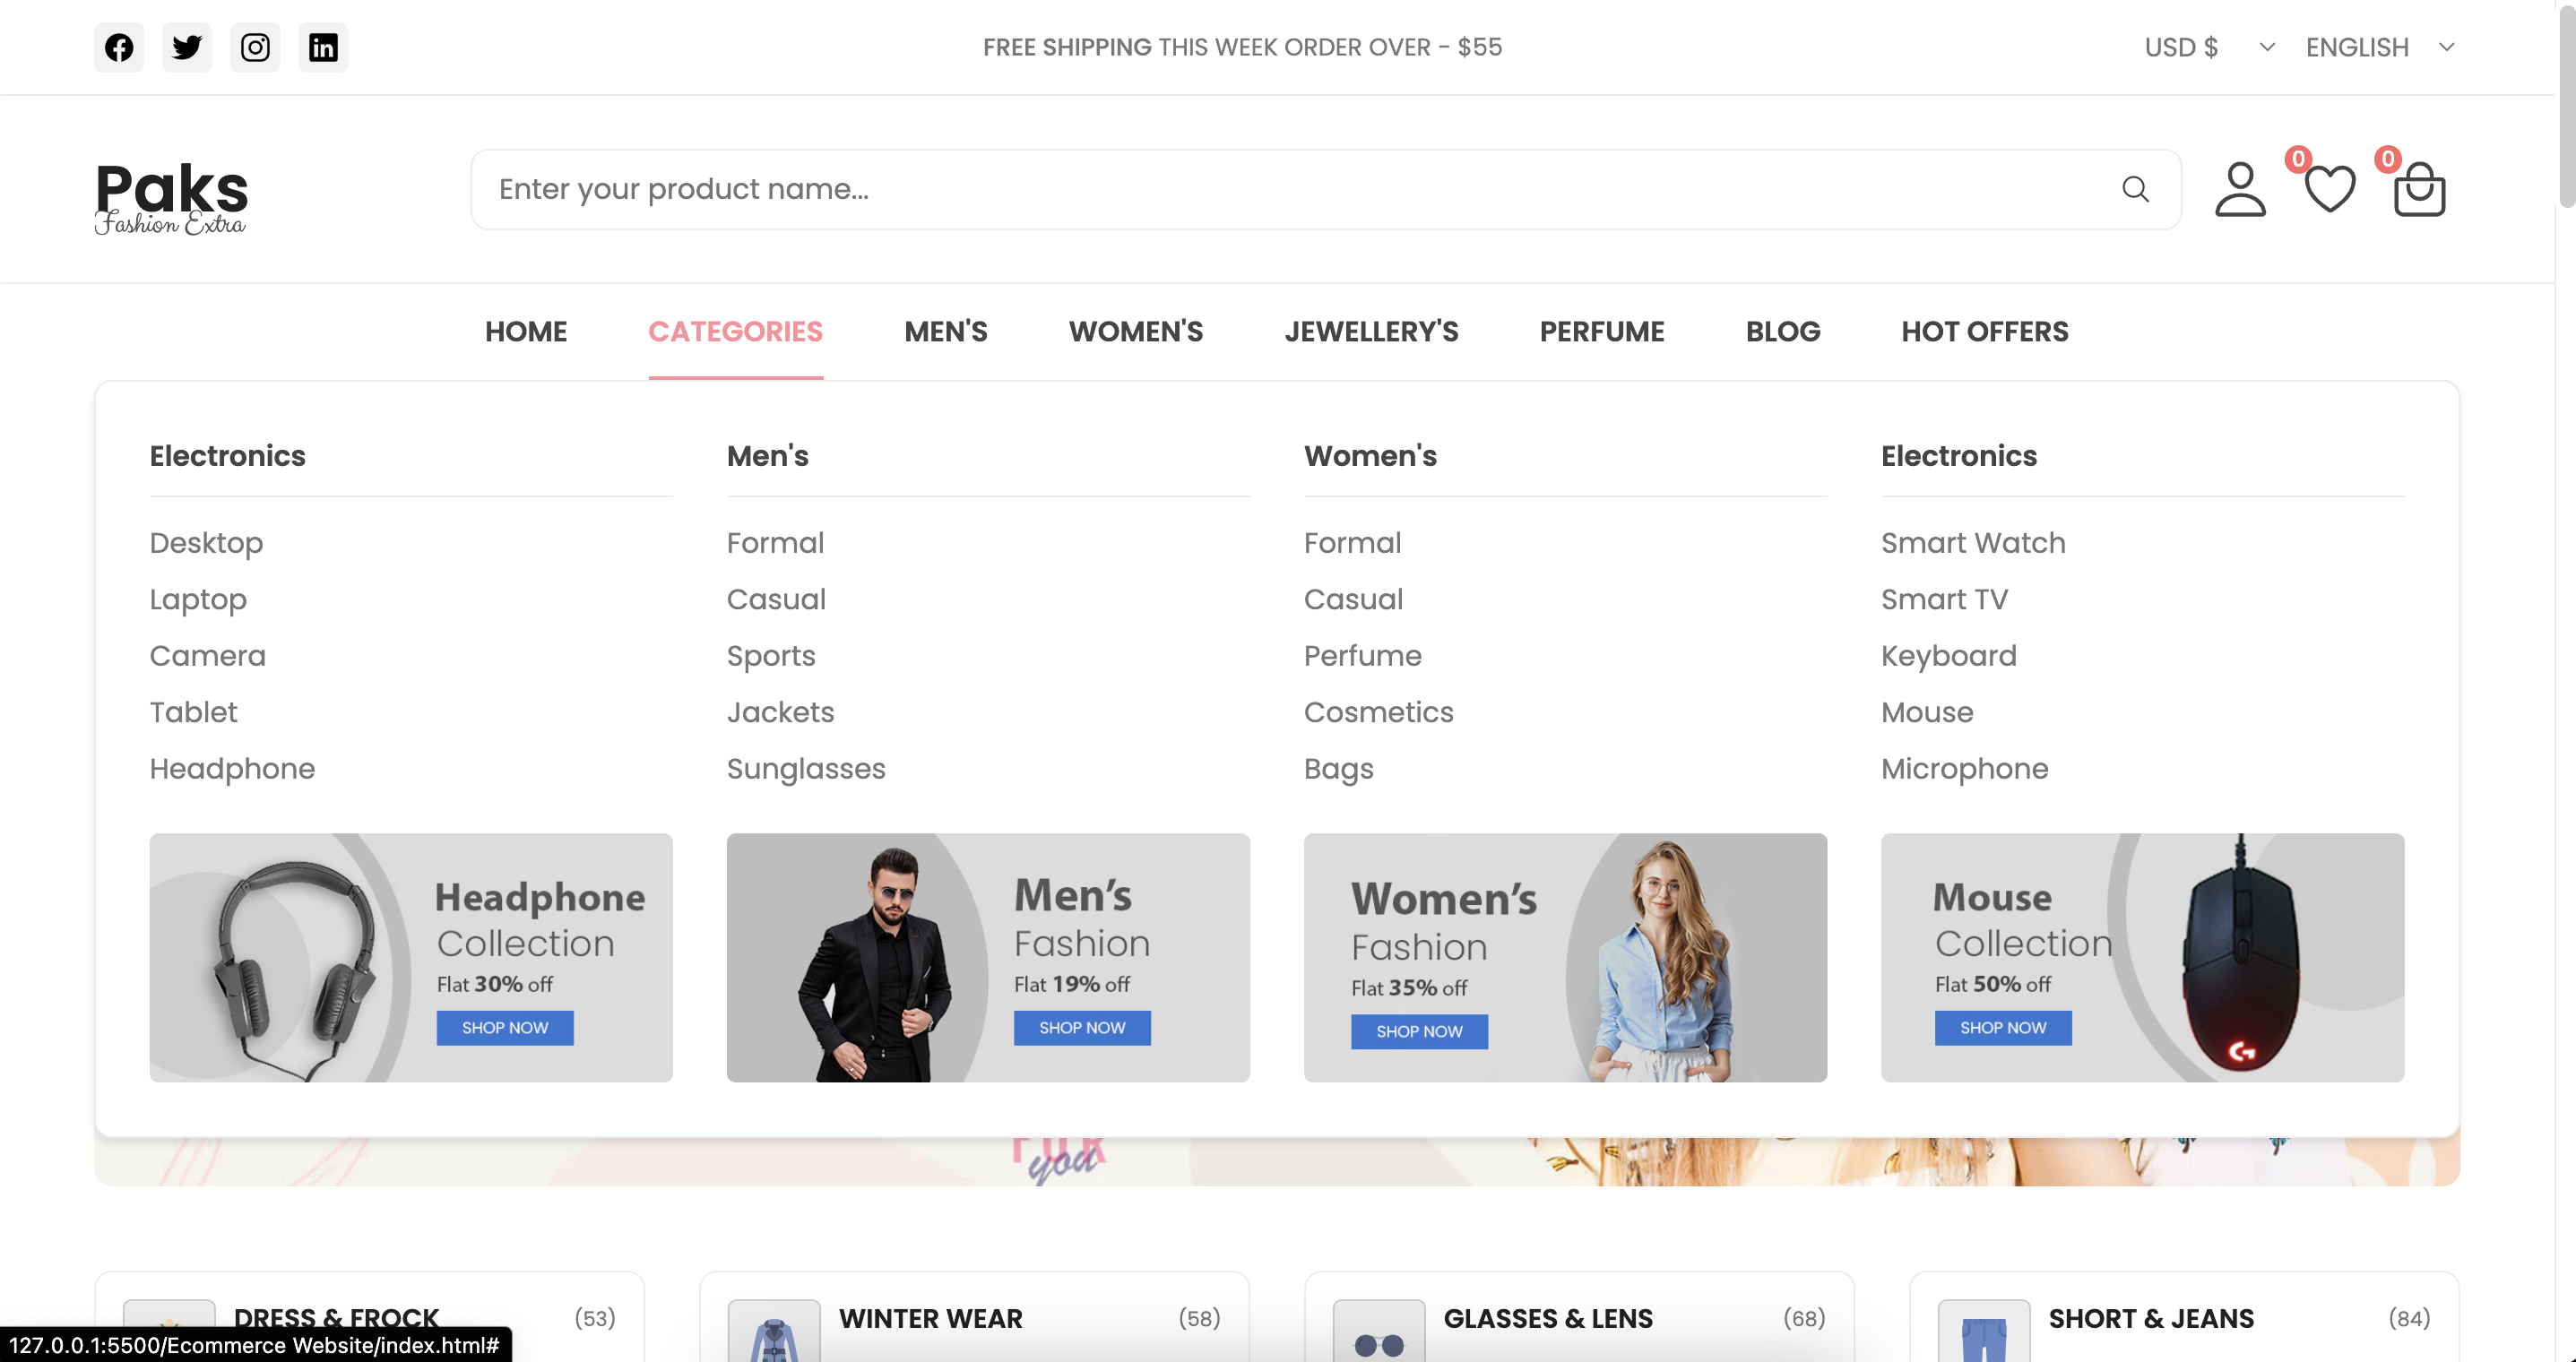 FREE SHIPPING THIS WEEK ORDER OVER - $55
USD $
ENGLISH
Paks
Fashion Extra
Enter your product name...
0
0
HOME
CATEGORIES
MEN'S
WOMEN'S
JEWELLERY'S
PERFUME
BLOG
HOT OFFERS
Electronics
Desktop
Laptop
Camera
Tablet
Headphone
Headphone
Collection
Flat 30% off
SHOP NOW
Men's
Formal
Casual
Sports
Jackets
Sunglasses
Men's
Fashion
Flat 19% off
SHOP NOW
Women's
Formal
Casual
Perfume
Cosmetics
Bags
Women's
Fashion
Flat 35% off
SHOP NOW
Electronics
Smart Watch
Smart TV
Keyboard
Mouse
Microphone
Mouse
Collection
Flat 50% off
SHOP NOW
G
FOR
you
DRESS & FROCK
(53)
WINTER WEAR
(58)
GLASSES & LENS
(68)
SHORT & JEANS
(84)
127.0.0.1:5500/Ecommerce Website/index.html#